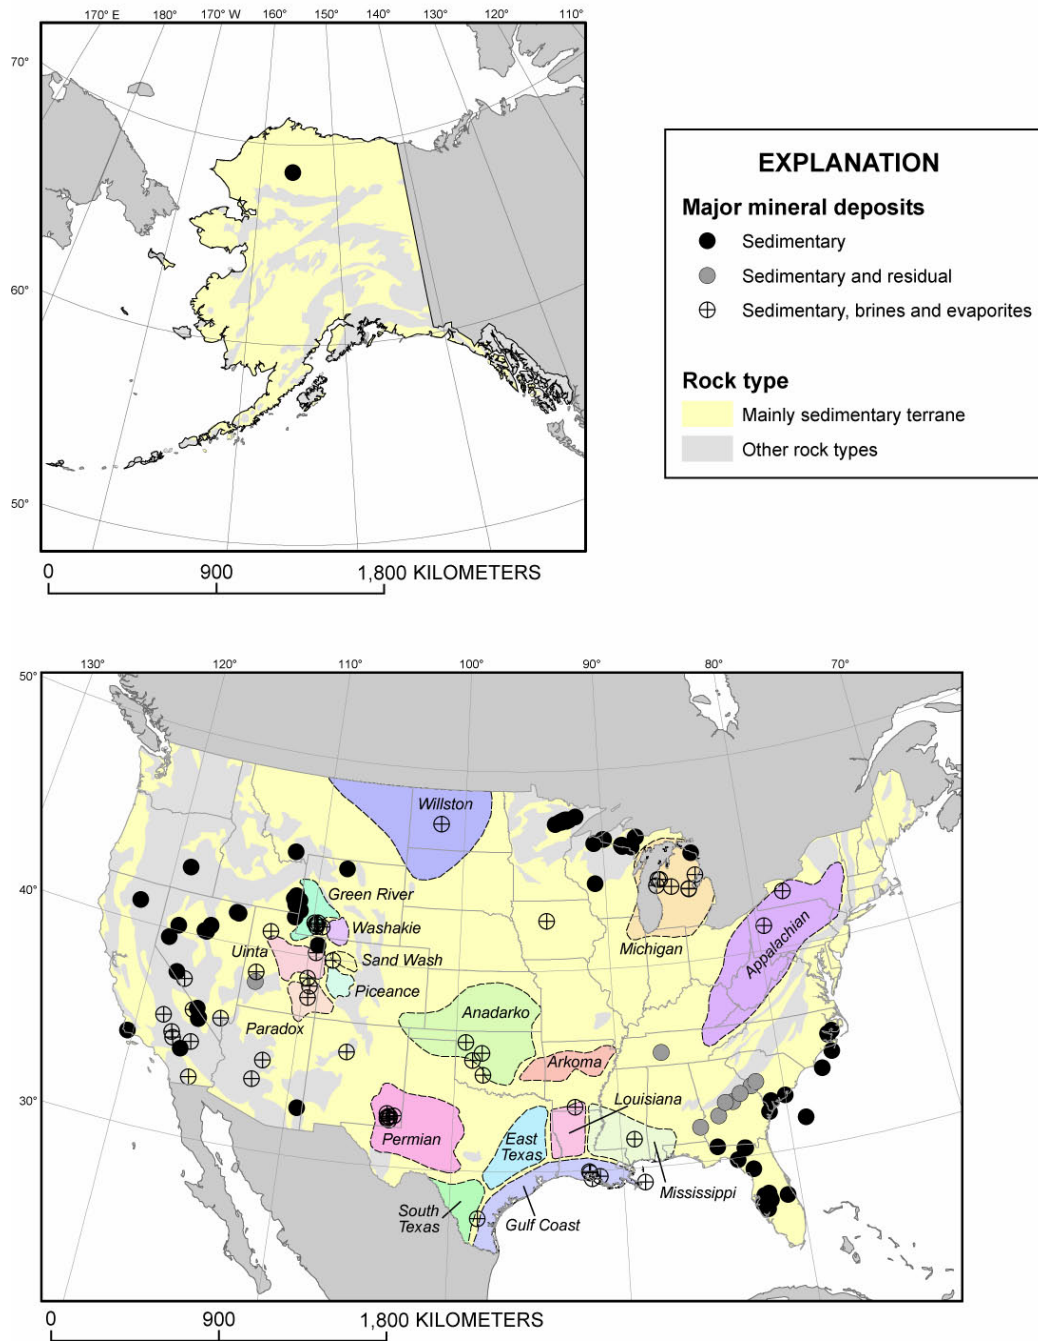 170° E 180° 170° W 160° 150° 140° 130° 120° 110°
70°
60°
50°
0 900 1,800 KILOMETERS
EXPLANATION
Major mineral deposits
Sedimentary
Sedimentary and residual
Sedimentary, brines and evaporites
Rock type
Mainly sedimentary terrane
Other rock types
130° 120° 110° 100° 90° 80° 70°
50°
40°
30°
Willston
Green River
Washakie
Uinta
Sand Wash
Piceance
Paradox
Michigan
Appalachian
Anadarko
Arkoma
Louisiana
Permian
East
Texas
Mississippi
South
Texas
Gulf Coast
0 900 1,800 KILOMETERS